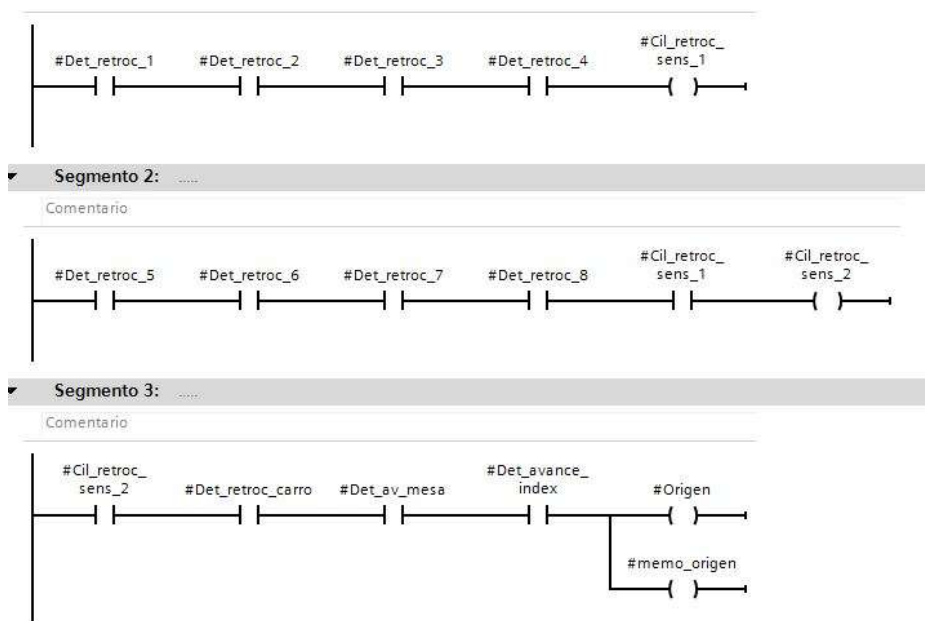 #Det_retroc_1 #Det_retroc_2 #Det_retroc_3 #Det_retroc_4 #Cil_retroc_
sens_1
Segmento 2: .....
Comentario
#Det_retroc_5 #Det_retroc_6 #Det_retroc_7 #Det_retroc_8 #Cil_retroc_
sens_1 #Cil_retroc_
sens_2
Segmento 3: .....
Comentario
#Cil_retroc_
sens_2 #Det_retroc_carro #Det_av_mesa #Det_avance_
index #Origen
#memo_origen